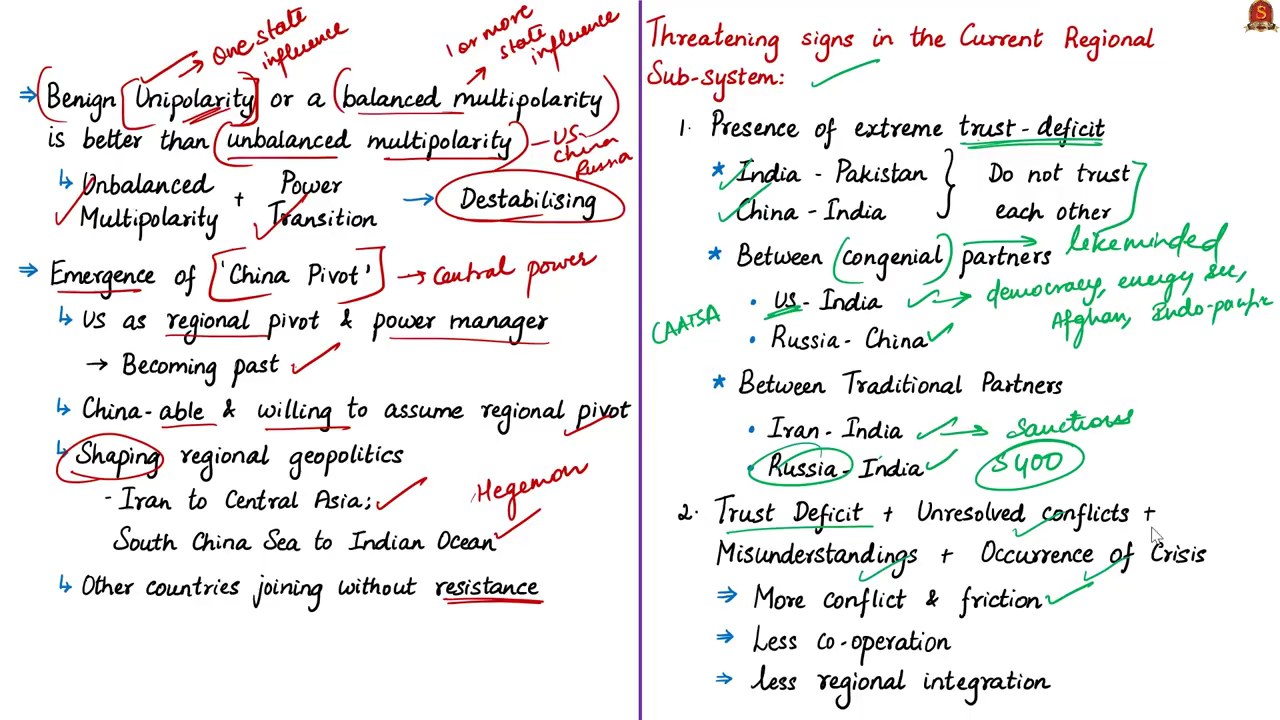 → One state
influence
1 or more
state
influence
⇒ Benign Unipolarity or a balanced multipolarity
is better than unbalanced multipolarity - US
China
Russia
↳ Unbalanced Multipolarity + Power Transition → Destabilising
⇒ Emergence of 'China Pivot' → Central power
↳ US as regional pivot & power manager
→ Becoming past
↳ China-able & willing to assume regional pivot
↳ Shaping regional geopolitics
- Iran to Central Asia;
Hegemon
South China Sea to Indian Ocean
↳ Other countries joining without resistance
S
Threatening signs in the Current Regional
Sub-system:
1. Presence of extreme trust-deficit
* India - Pakistan } Do not trust
China - India each other
* Between (congenial) partners → likeminded
• US - India → democracy, energy sec,
Afghan, Indo-pacific
CAATSA
• Russia - China
* Between Traditional Partners
• Iran - India → Sanctions
• Russia - India S400
2. Trust Deficit + Unresolved conflicts +
Misunderstandings + Occurrence of Crisis
⇒ More conflict & friction
⇒ Less co-operation
⇒ less regional integration